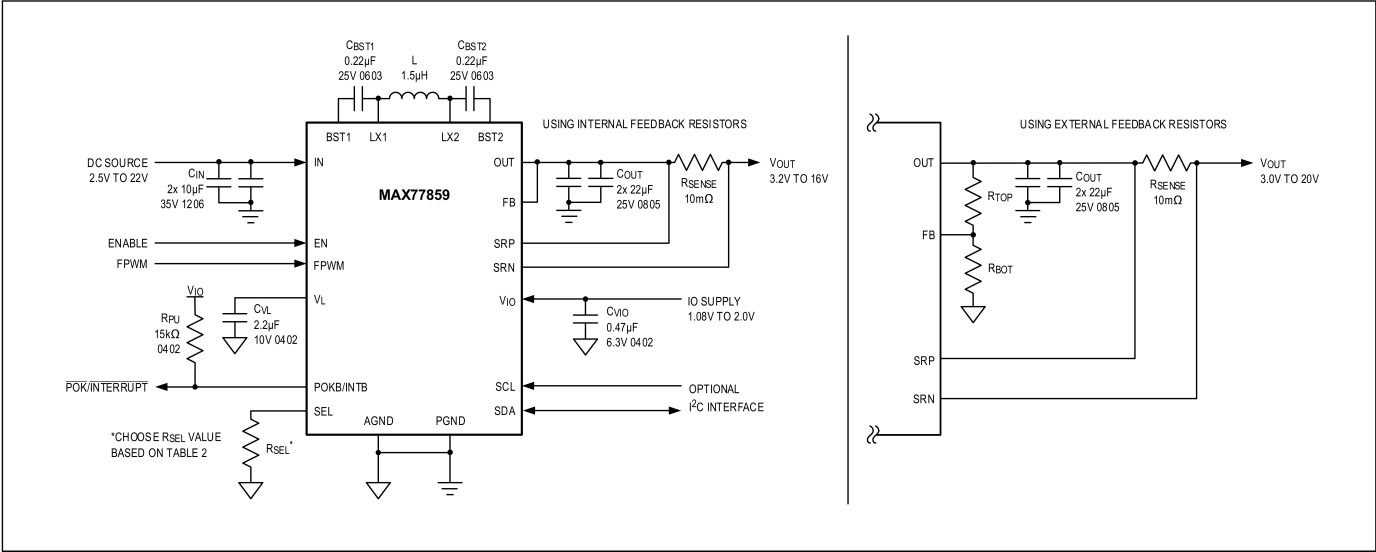 CBST1
0.22µF
25V 0603
L
1.5µH
CBST2
0.22µF
25V 0603
BST1
LX1
LX2
BST2
USING INTERNAL FEEDBACK RESISTORS
DC SOURCE
2.5V TO 22V
CIN
2x 10µF
35V 1206
IN
MAX77859
OUT
FB
COUT
2x 22µF
25V 0805
RSENSE
10mΩ
VOUT
3.2V TO 16V
ENABLE
EN
FPWM
FPWM
SRP
SRN
VIO
RPU
15kΩ
0402
CVL
2.2µF
10V 0402
VL
VIO
CVIO
0.47µF
6.3V 0402
IO SUPPLY
1.08V TO 2.0V
POK/INTERRUPT
POKB/INTB
SEL
SCL
SDA
OPTIONAL
I2C INTERFACE
AGND
PGND
*CHOOSE RSEL VALUE
BASED ON TABLE 2
RSEL*
USING EXTERNAL FEEDBACK RESISTORS
OUT
RTOP
COUT
2x 22µF
25V 0805
RSENSE
10mΩ
VOUT
3.0V TO 20V
FB
RBOT
SRP
SRN